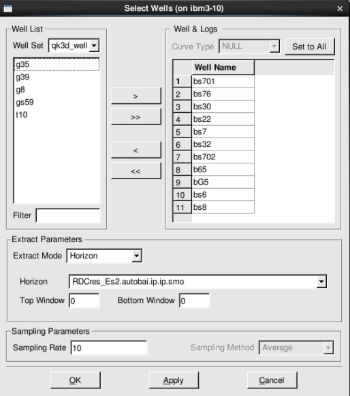 Select Wells (on ibm3-10)
Well List
Well & Logs
Well Set qk3d_well
Curve Type NULL Set to All
g35
g39
g8
gs59
t10
>
>>
<
<<
Well Name
1 bs701
2 bs76
3 bs30
4 bs22
5 bs7
6 bs32
7 bs702
8 b65
9 bG5
10 bs6
11 bs8
Filter
Extract Parameters
Extract Mode Horizon
Horizon RDCres_Es2.autobai.ip.ip.smo
Top Window 0 Bottom Window 0
Sampling Parameters
Sampling Rate 10 Sampling Method Average
OK Apply Cancel